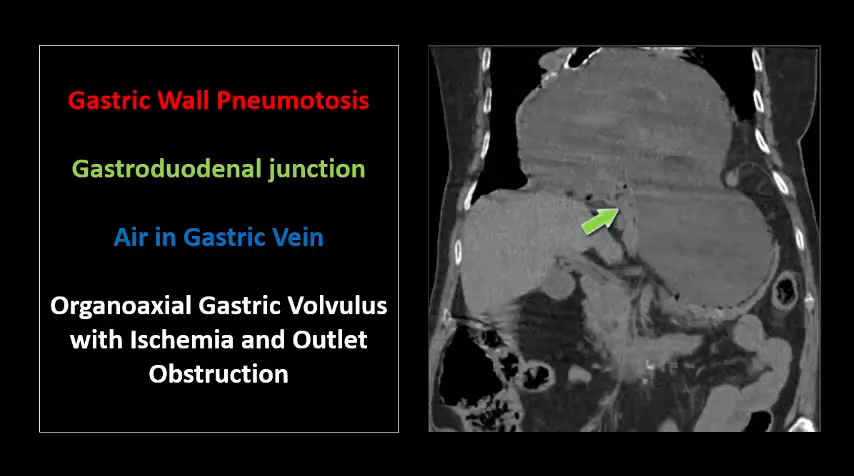 Gastric Wall Pneumotosis
Gastroduodenal junction
Air in Gastric Vein
Organoaxial Gastric Volvulus
with Ischemia and Outlet
Obstruction